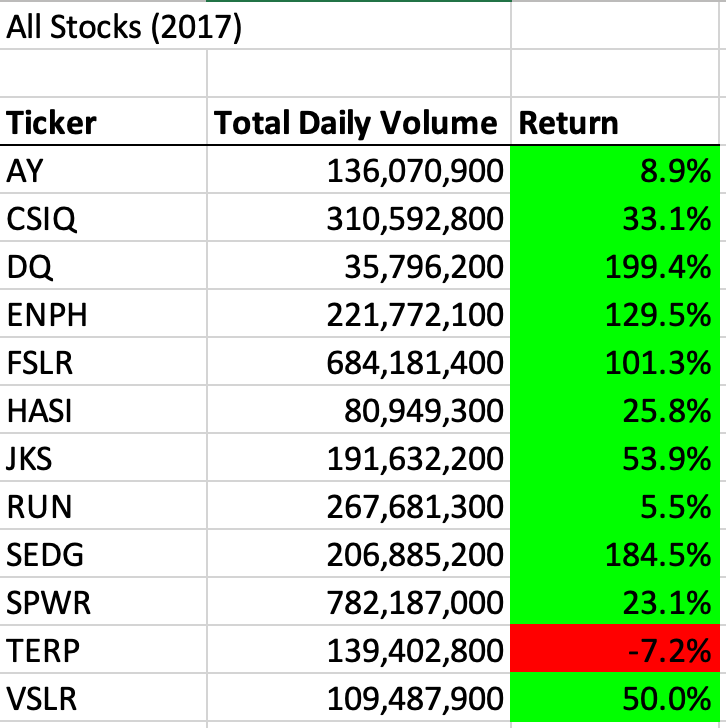 All Stocks (2017)
Ticker Total Daily Volume Return
AY 136,070,900 8.9%
CSIQ 310,592,800 33.1%
DQ 35,796,200 199.4%
ENPH 221,772,100 129.5%
FSLR 684,181,400 101.3%
HASI 80,949,300 25.8%
JKS 191,632,200 53.9%
RUN 267,681,300 5.5%
SEDG 206,885,200 184.5%
SPWR 782,187,000 23.1%
TERP 139,402,800 -7.2%
VSLR 109,487,900 50.0%